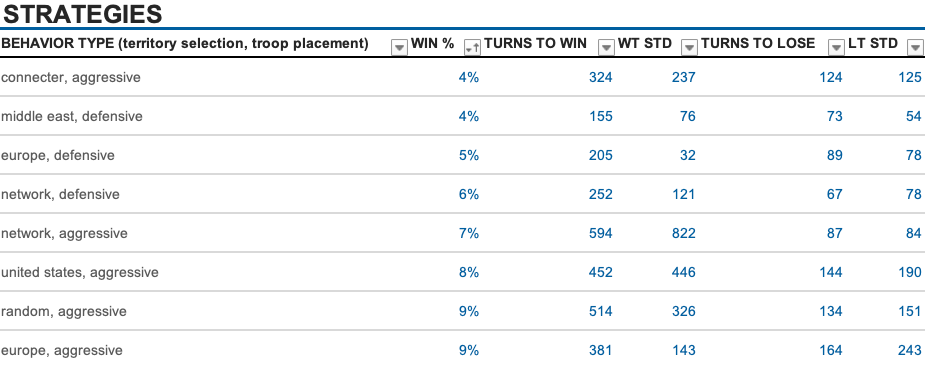 STRATEGIES
BEHAVIOR TYPE (territory selection, troop placement) WIN % TURNS TO WIN WT STD TURNS TO LOSE LT STD
connecter, aggressive 4% 324 237 124 125
middle east, defensive 4% 155 76 73 54
europe, defensive 5% 205 32 89 78
network, defensive 6% 252 121 67 78
network, aggressive 7% 594 822 87 84
united states, aggressive 8% 452 446 144 190
random, aggressive 9% 514 326 134 151
europe, aggressive 9% 381 143 164 243